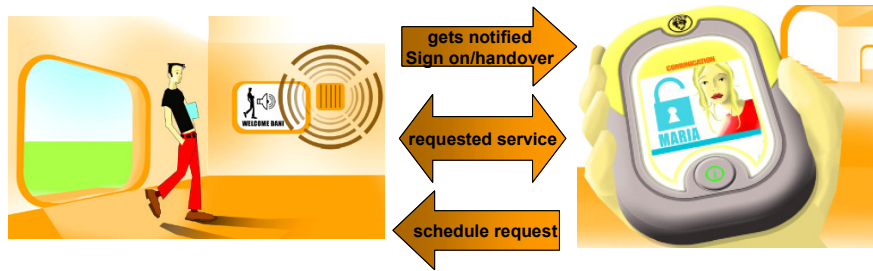 WELCOME DANI
gets notified
Sign on/handover
requested service
schedule request
COMMUNICATION
MARIA